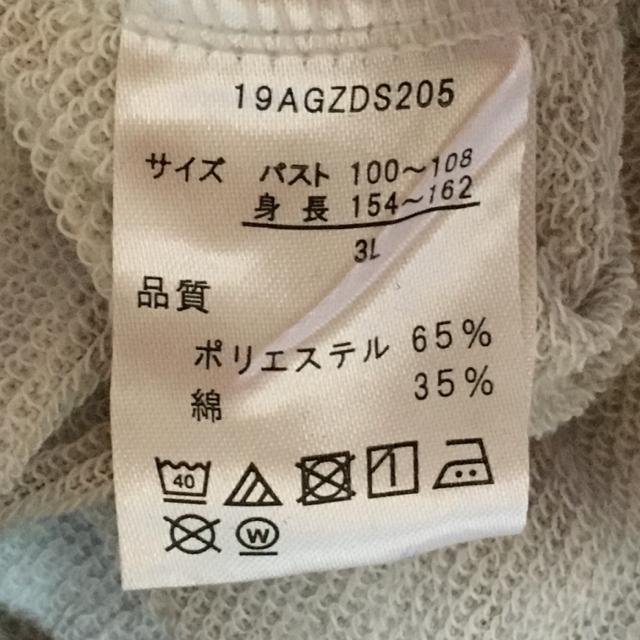 19AGZDS205
サイズ バスト 100～108
身長 154～162
3L
品質
ポリエステル 65%
綿 35%
40
W